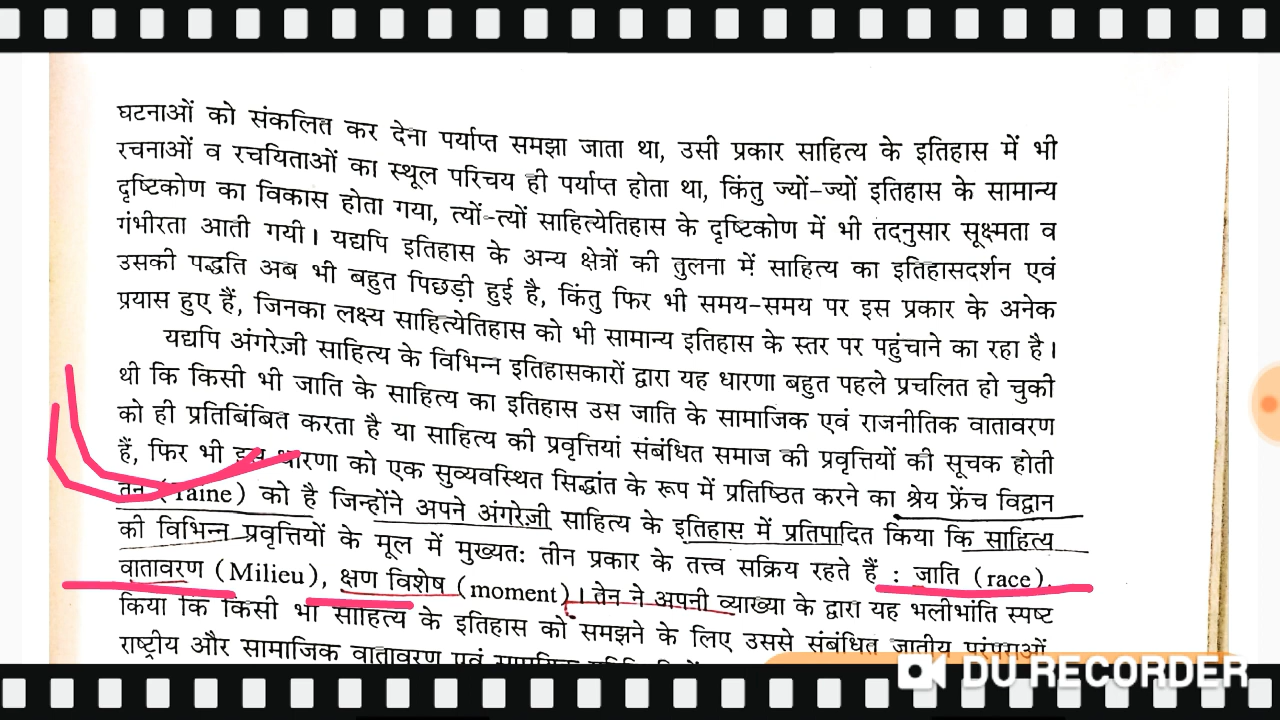 घटनाओं को संकलित कर देना पर्याप्त समझा जाता था, उसी प्रकार साहित्य के इतिहास में भी
रचनाओं व रचयिताओं का स्थूल परिचय ही पर्याप्त होता था, किंतु ज्यों-ज्यों इतिहास के सामान्य
दृष्टिकोण का विकास होता गया, त्यों-त्यों साहित्येतिहास के दृष्टिकोण में भी तदनुसार सूक्ष्मता व
गंभीरता आती गयी। यद्यपि इतिहास के अन्य क्षेत्रों की तुलना में साहित्य का इतिहासदर्शन एवं
उसकी पद्धति अब भी बहुत पिछड़ी हुई है, किंतु फिर भी समय-समय पर इस प्रकार के अनेक
प्रयास हुए हैं, जिनका लक्ष्य साहित्येतिहास को भी सामान्य इतिहास के स्तर पर पहुंचाने का रहा है।
यद्यपि अंगरेज़ी साहित्य के विभिन्न इतिहासकारों द्वारा यह धारणा बहुत पहले प्रचलित हो चुकी
थी कि किसी भी जाति के साहित्य का इतिहास उस जाति के सामाजिक एवं राजनीतिक वातावरण
को ही प्रतिबिंबित करता है या साहित्य की प्रवृत्तियां संबंधित समाज की प्रवृत्तियों की सूचक होती
हैं, फिर भी इस धारणा को एक सुव्यवस्थित सिद्धांत के रूप में प्रतिष्ठित करने का श्रेय फ्रेंच विद्वान
तेन (Taine) को है जिन्होंने अपने अंगरेज़ी साहित्य के इतिहास में प्रतिपादित किया कि साहित्य
की विभिन्न प्रवृत्तियों के मूल में मुख्यतः तीन प्रकार के तत्त्व सक्रिय रहते हैं : जाति (race),
वातावरण (Milieu), क्षण विशेष (moment)। तेन ने अपनी व्याख्या के द्वारा यह भलीभांति स्पष्ट
किया कि किसी भी साहित्य के इतिहास को समझने के लिए उससे संबंधित जातीय परंपराओं,
राष्ट्रीय और सामाजिक वातावरण एवं
DU RECORDER